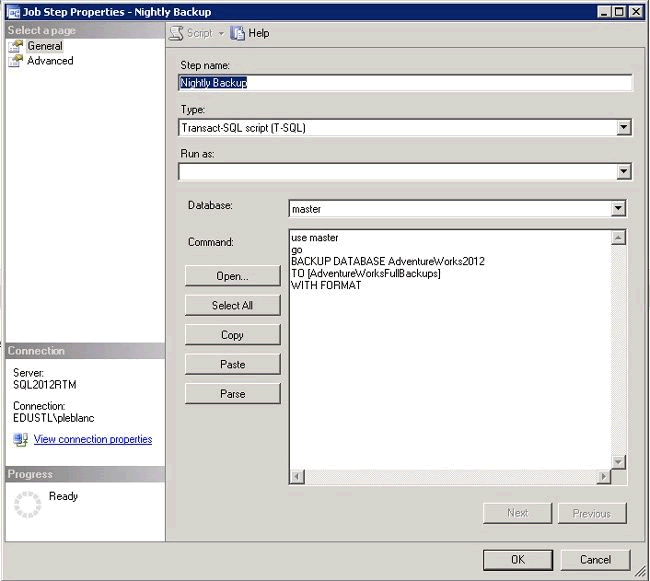 Job Step Properties - Nightly Backup
Select a page
General
Advanced
Script
Help
Step name:
Nightly Backup
Type:
Transact-SQL script (T-SQL)
Run as:
Database:
master
Command:
use master
go
BACKUP DATABASE AdventureWorks2012
TO [AdventureWorksFullBackups]
WITH FORMAT
Open...
Select All
Copy
Paste
Parse
Connection
Server:
SQL2012RTM
Connection:
EDUSTL\pleblanc
View connection properties
Progress
Ready
Next
Previous
OK
Cancel